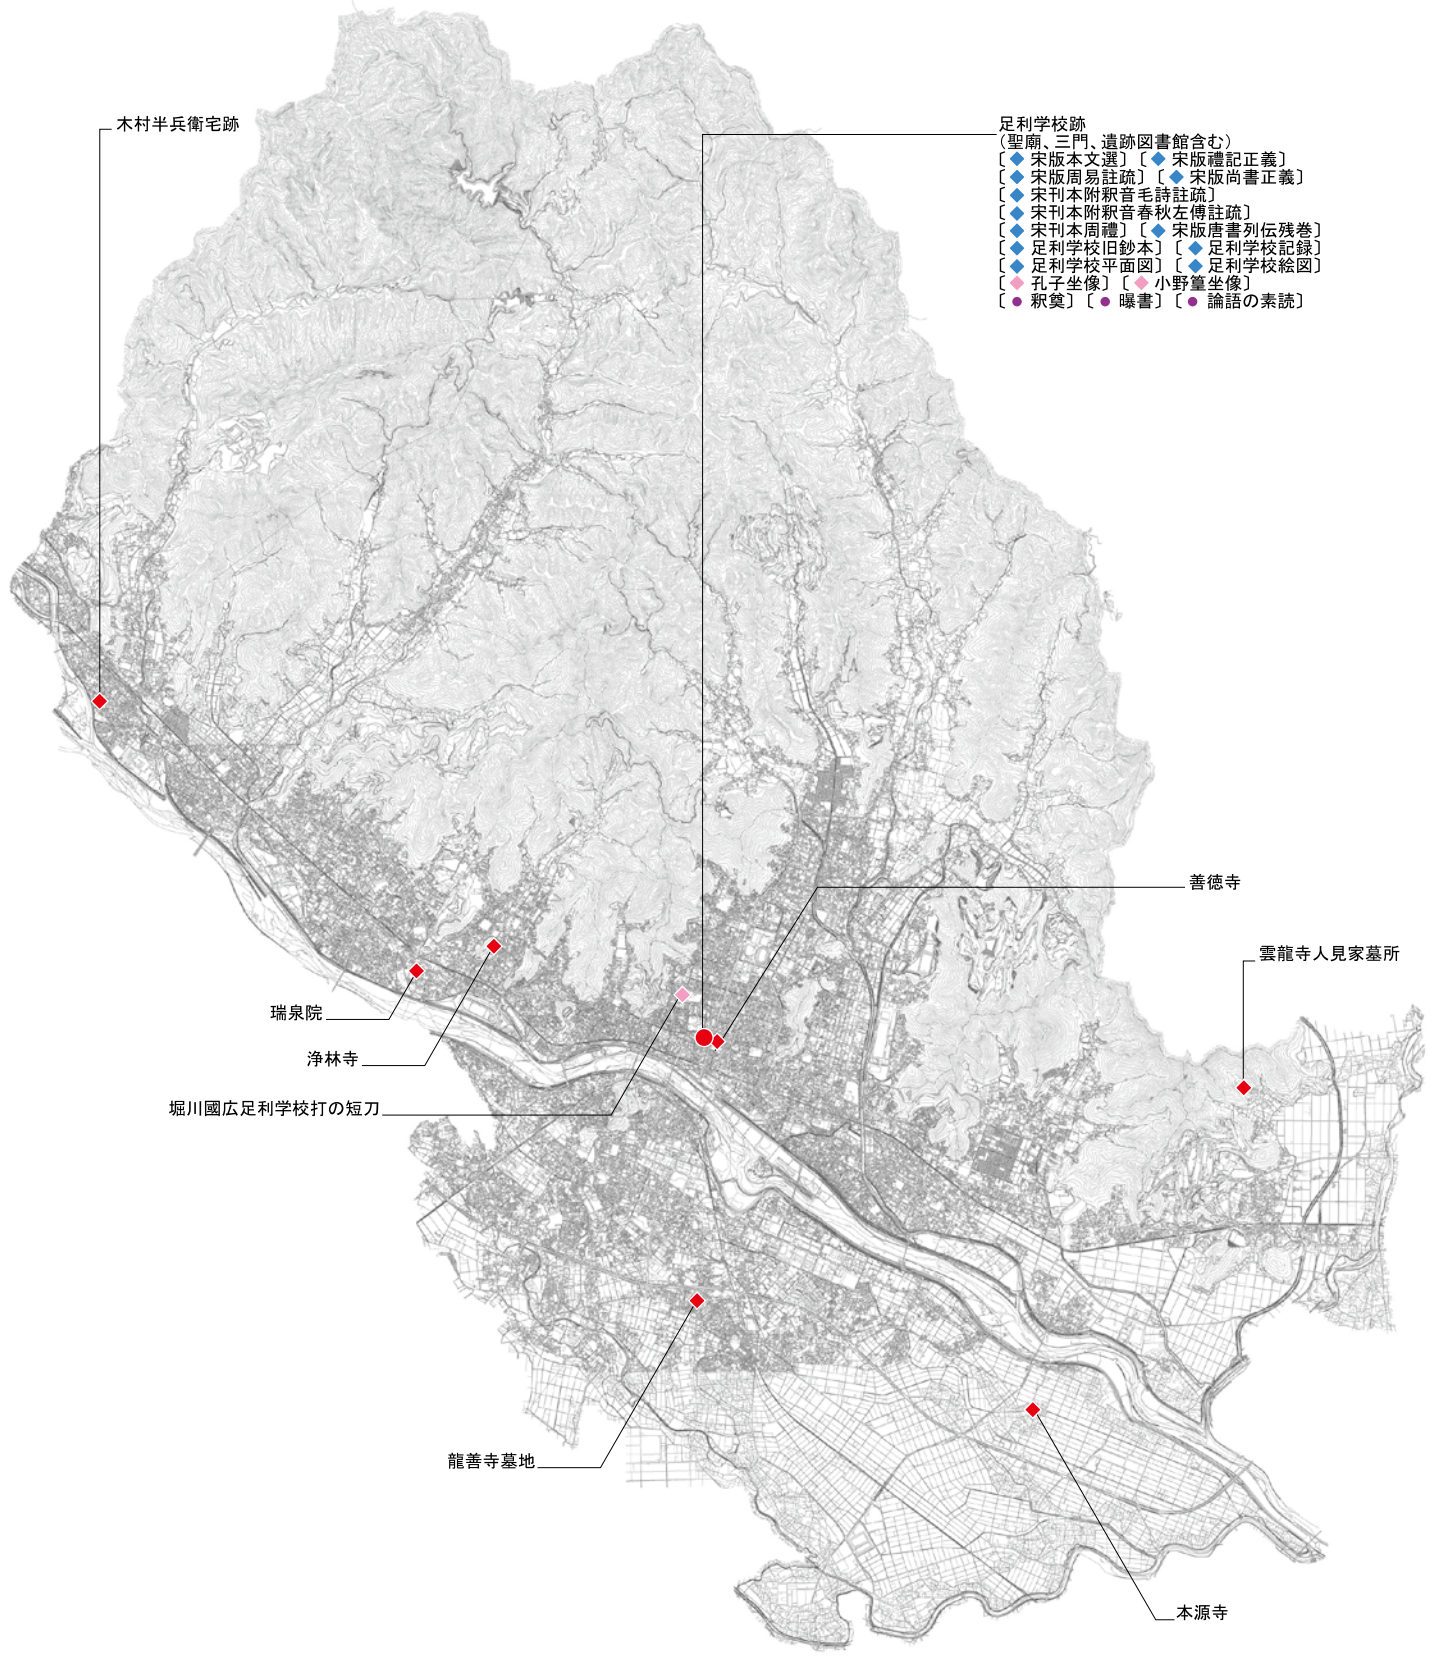 木村半兵衛宅跡
足利学校跡
（聖廟、三門、遺跡図書館含む）
〔◆ 宋版本文選〕〔◆ 宋版禮記正義〕
〔◆ 宋版周易註疏〕〔◆ 宋版尚書正義〕
〔◆ 宋刊本附釈音毛詩註疏〕
〔◆ 宋刊本附釈音春秋左傅註疏〕
〔◆ 宋刊本周禮〕〔◆ 宋版唐書列伝残巻〕
〔◆ 足利学校旧鈔本〕〔◆ 足利学校記録〕
〔◆ 足利学校平面図〕〔◆ 足利学校絵図〕
〔◆ 孔子坐像〕〔◆ 小野篁坐像〕
〔● 釈奠〕〔● 曝書〕〔● 論語の素読〕
善徳寺
雲龍寺人見家墓所
瑞泉院
浄林寺
堀川國広足利学校打の短刀
龍善寺墓地
本源寺